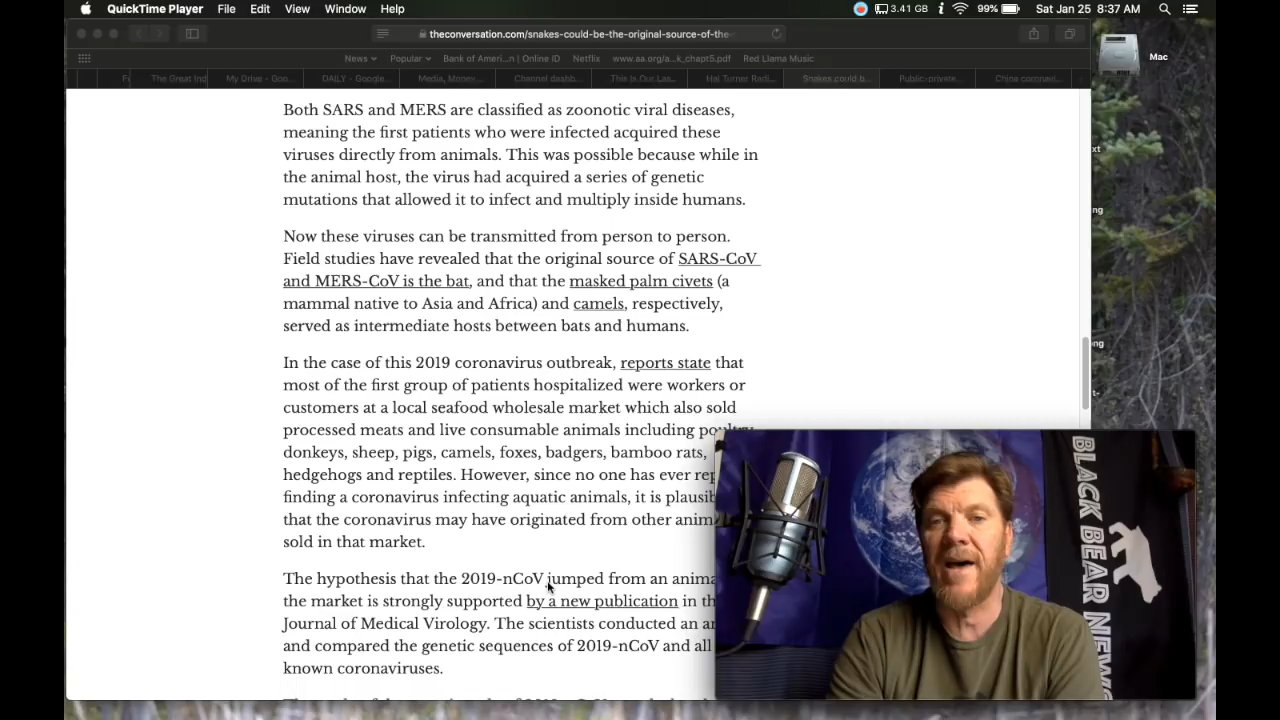 QuickTime Player File Edit View Window Help 3.41 GB 99% Sat Jan 25 8:37 AM
theconversation.com/snakes-could-be-the-original-source-of-the-
Mac
News Popular Bank of Ameri...n | Online ID Netflix www.aa.org/a...k_chapt5.pdf Red Llama Music
The Great Ind My Drive - Goo... DAILY - Google... Media, Money... Channel dashb... This Is Our Las... Hal Turner Radi... Snakes could b... Public-private... China coronavi...
Both SARS and MERS are classified as zoonotic viral diseases,
meaning the first patients who were infected acquired these
viruses directly from animals. This was possible because while in
the animal host, the virus had acquired a series of genetic
mutations that allowed it to infect and multiply inside humans.
Now these viruses can be transmitted from person to person.
Field studies have revealed that the original source of SARS-CoV
and MERS-CoV is the bat, and that the masked palm civets (a
mammal native to Asia and Africa) and camels, respectively,
served as intermediate hosts between bats and humans.
In the case of this 2019 coronavirus outbreak, reports state that
most of the first group of patients hospitalized were workers or
customers at a local seafood wholesale market which also sold
processed meats and live consumable animals including poultry,
donkeys, sheep, pigs, camels, foxes, badgers, bamboo rats,
hedgehogs and reptiles. However, since no one has ever rep
finding a coronavirus infecting aquatic animals, it is plausib
that the coronavirus may have originated from other anim
sold in that market.
The hypothesis that the 2019-nCoV jumped from an anima
the market is strongly supported by a new publication in th
Journal of Medical Virology. The scientists conducted an an
and compared the genetic sequences of 2019-nCoV and all
known coronaviruses.
BLACK BEAR NEWS